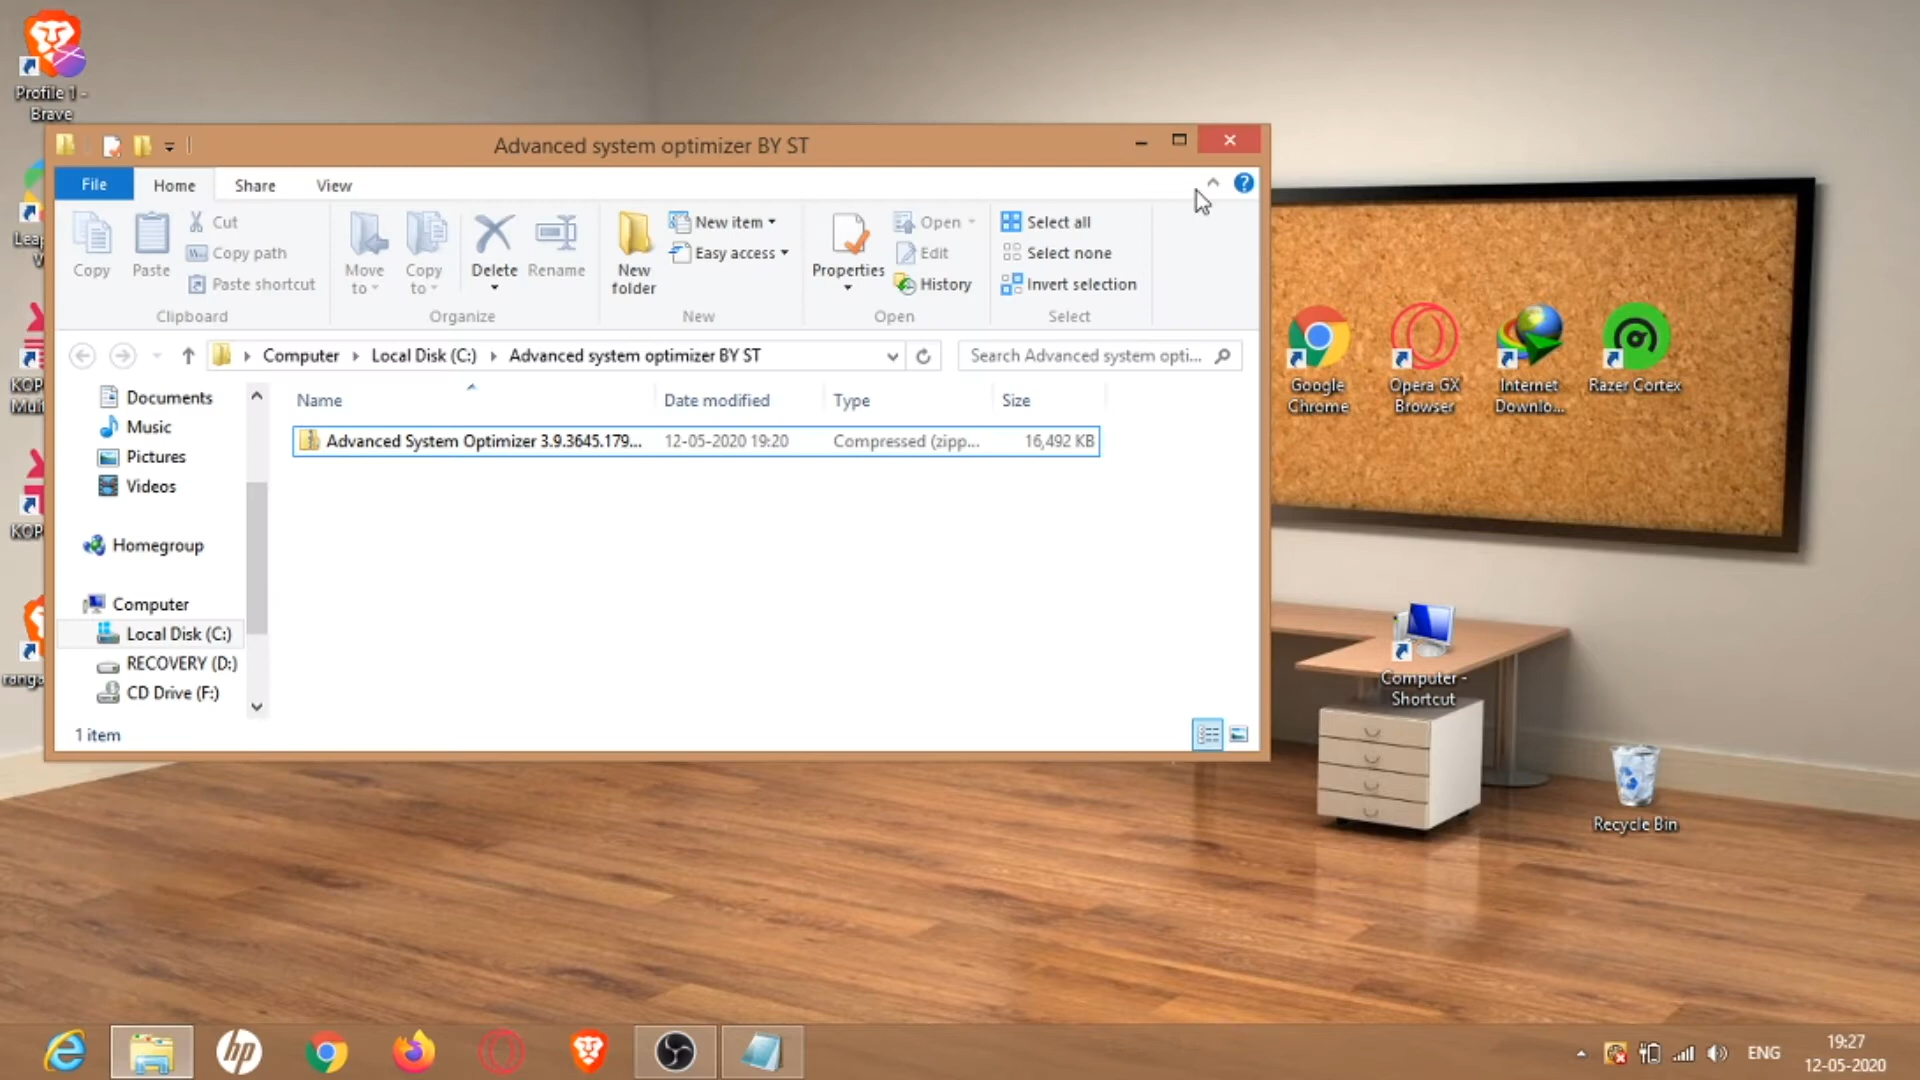 Profile 1 -
Brave
Advanced system optimizer BY ST
File
Home
Share
View
Copy
Paste
Cut
Copy path
Paste shortcut
Clipboard
Move
to
Copy
to
Delete
Rename
Organize
New
folder
New item
Easy access
New
Properties
Open
Edit
History
Open
Select all
Select none
Invert selection
Select
Computer
Local Disk (C:)
Advanced system optimizer BY ST
Search Advanced system opti...
Documents
Music
Pictures
Videos
Homegroup
Computer
Local Disk (C:)
RECOVERY (D:)
CD Drive (F:)
Name
Date modified
Type
Size
Advanced System Optimizer 3.9.3645.179...
12-05-2020 19:20
Compressed (zipp...
16,492 KB
1 item
Google
Chrome
Opera GX
Browser
Internet
Downlo...
Razer Cortex
Computer -
Shortcut
Recycle Bin
hp
ENG
19:27
12-05-2020